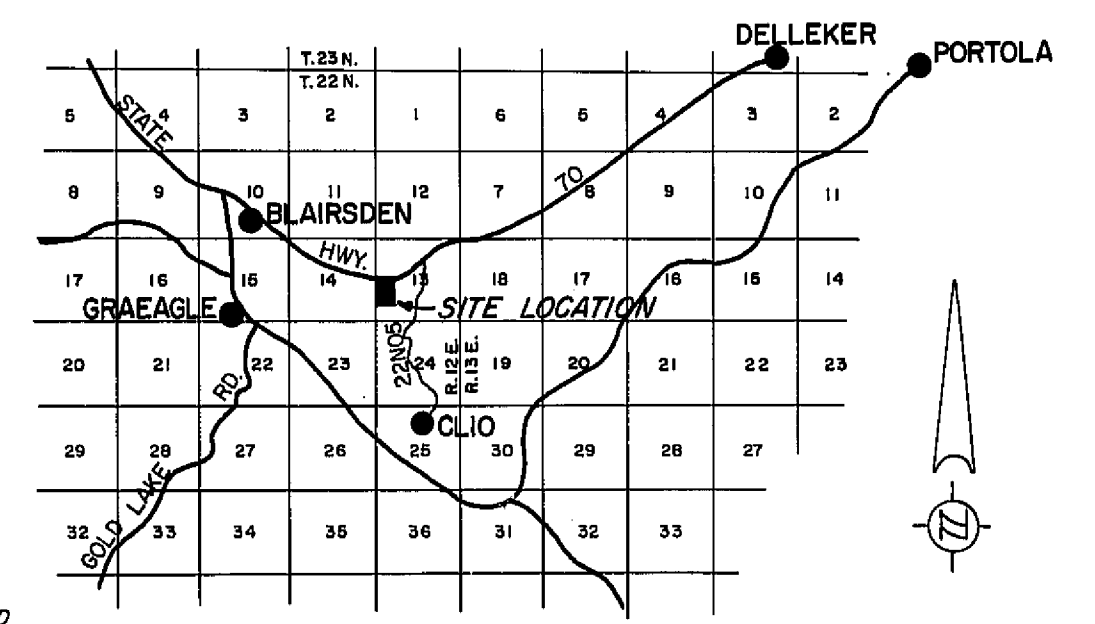 DELLEKER
PORTOLA
T.23 N.
T.22 N.
5 4 3 2 1 6 5 4 3 2
STATE
8 9 10 11 12 7 8 9 10 11
70
BLAIRSDEN
HWY.
17 16 15 14 13 18 17 16 15 14
GRAEAGLE
SITE LOCATION
20 21 22 23 24 19 20 21 22 23
22N05
R.12E.
R.13E.
RD.
CLIO
29 28 27 26 25 30 29 28 27
GOLD LAKE
32 33 34 35 36 31 32 33